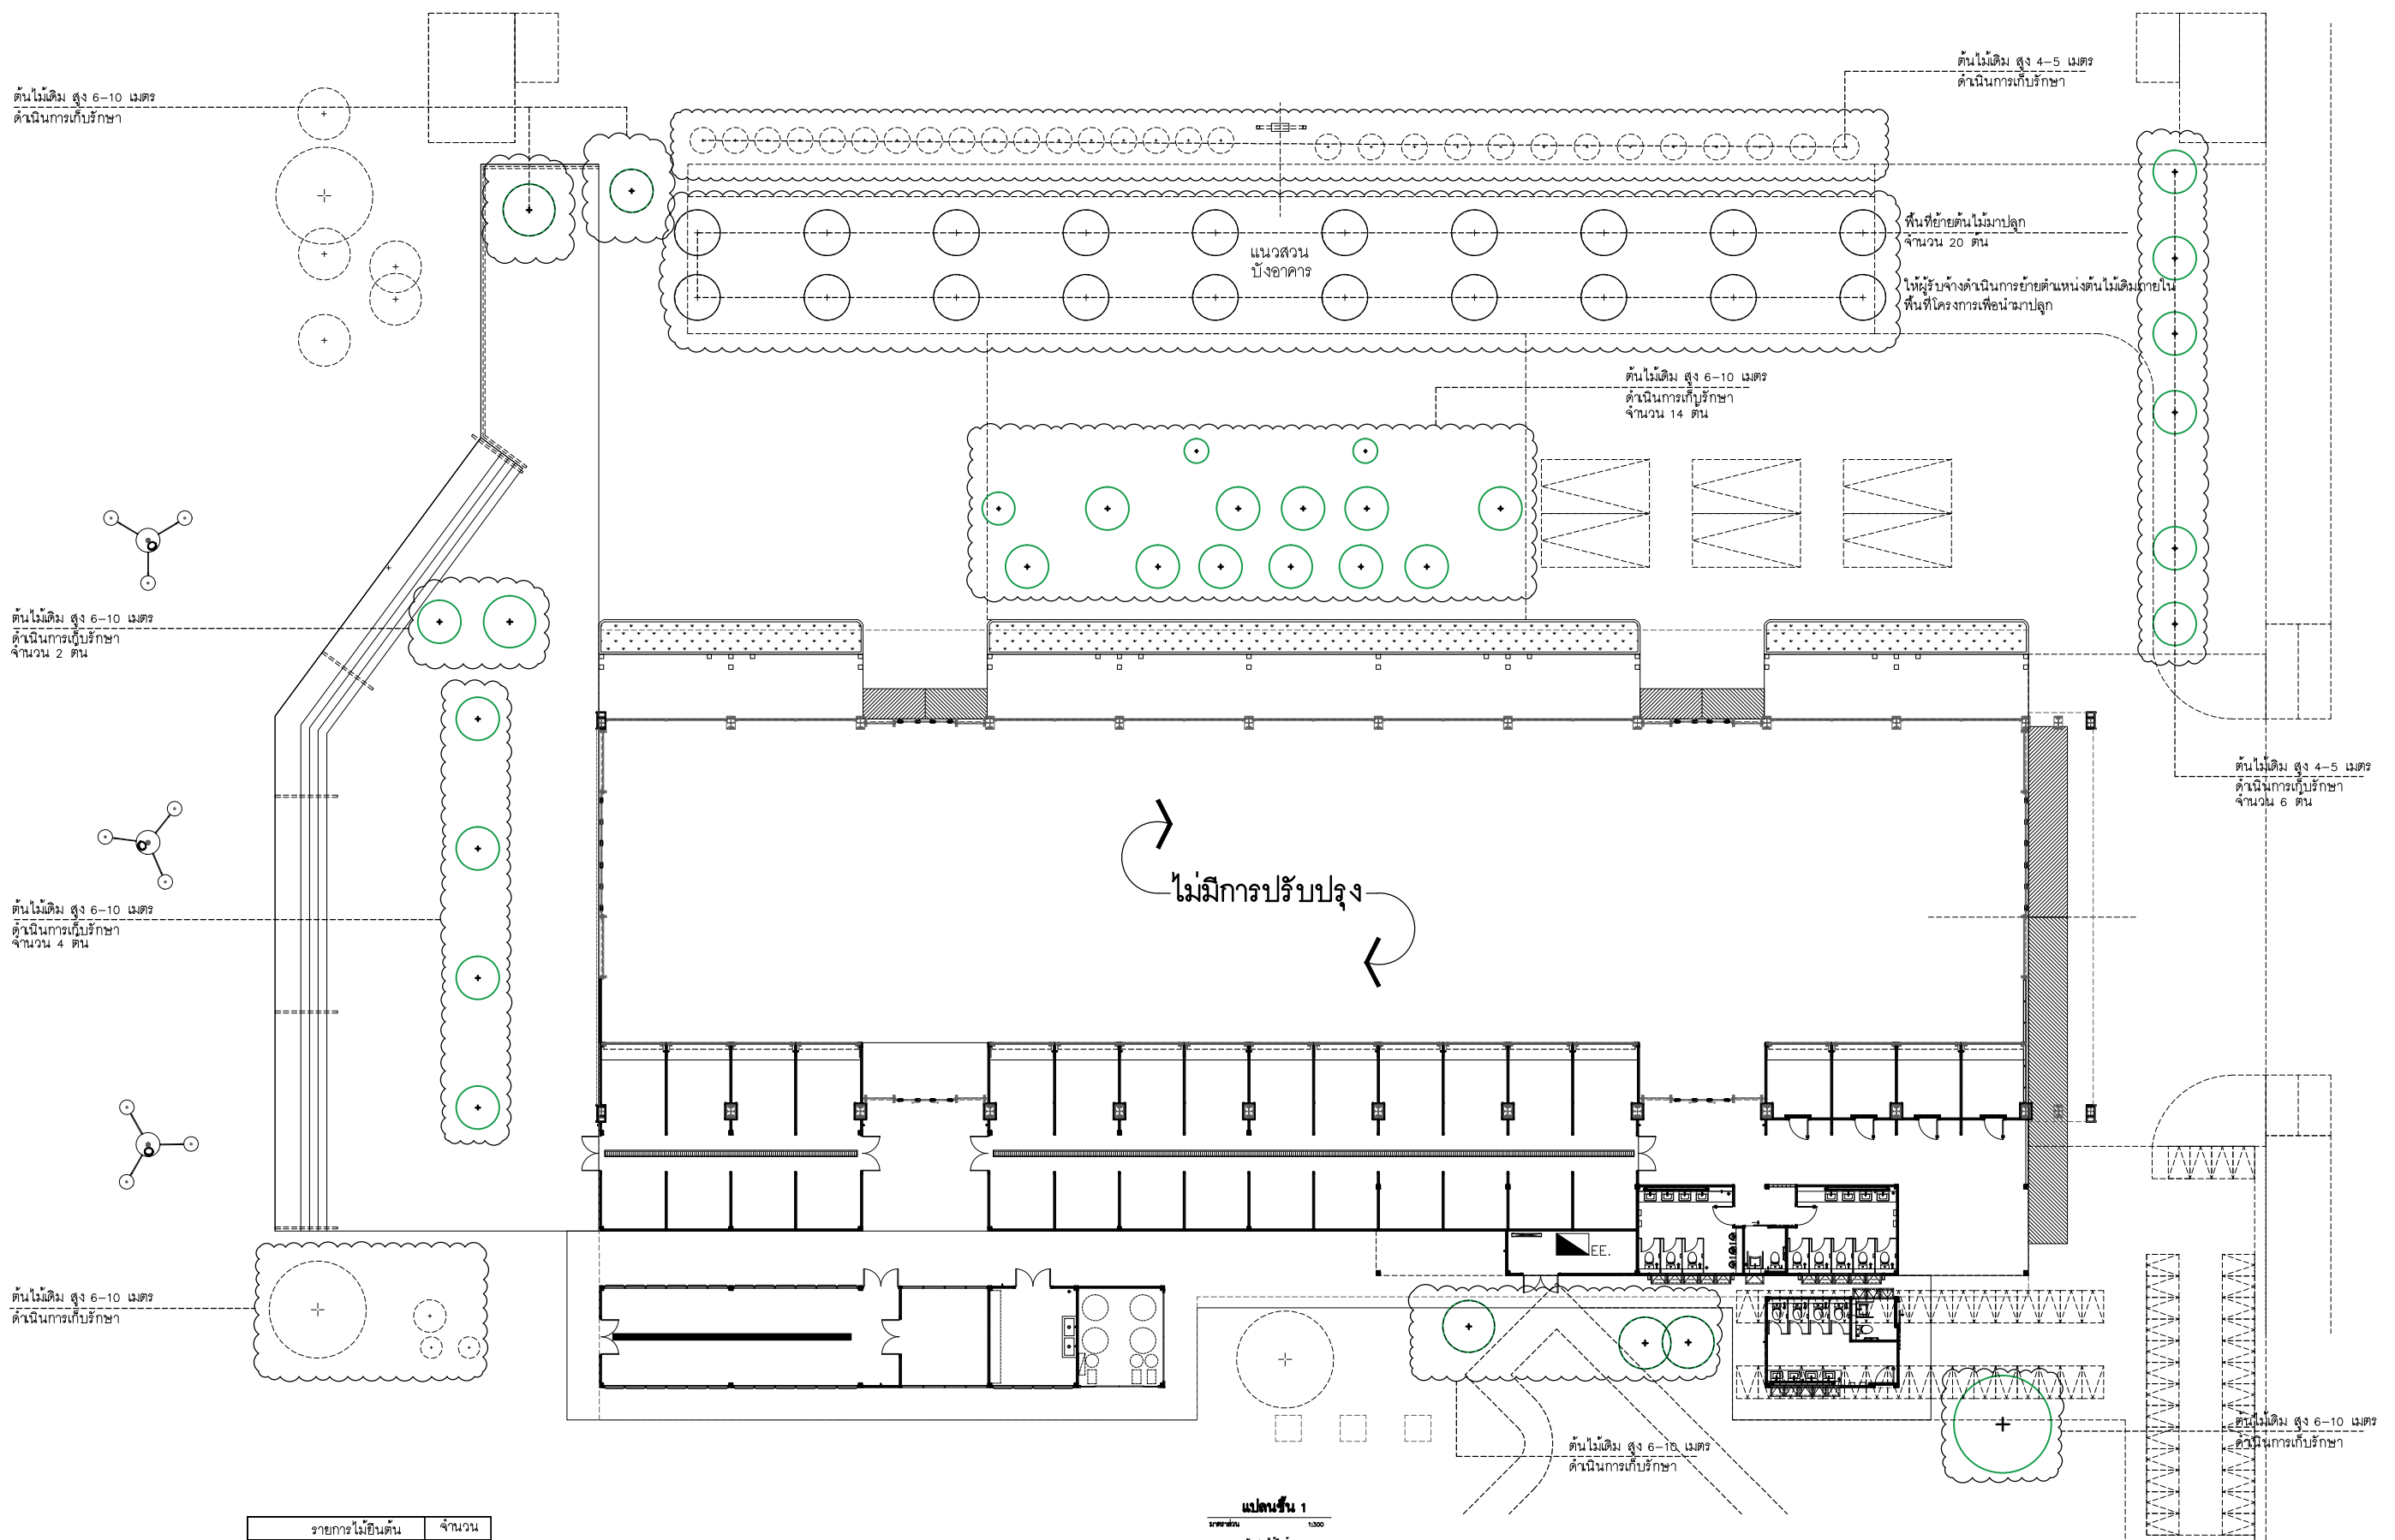 ต้นไม้เดิม สูง 4-5 เมตร
ดำเนินการเก็บรักษา
ต้นไม้เดิม สูง 6-10 เมตร
ดำเนินการเก็บรักษา
พื้นที่ย้ายต้นไม้มาปลูก
จำนวน 20 ต้น
แนวสวน
บังอาคาร
ให้ผู้รับจ้างดำเนินการย้ายตำแหน่งต้นไม้เดิมภายใน
พื้นที่โครงการเพื่อนำมาปลูก
ต้นไม้เดิม สูง 6-10 เมตร
ดำเนินการเก็บรักษา
จำนวน 14 ต้น
ต้นไม้เดิม สูง 6-10 เมตร
ดำเนินการเก็บรักษา
จำนวน 2 ต้น
ต้นไม้เดิม สูง 4-5 เมตร
ดำเนินการเก็บรักษา
จำนวน 6 ต้น
ไม่มีการปรับปรุง
ต้นไม้เดิม สูง 6-10 เมตร
ดำเนินการเก็บรักษา
จำนวน 4 ต้น
EE.
ต้นไม้เดิม สูง 6-10 เมตร
ดำเนินการเก็บรักษา
ต้นไม้เดิม สูง 6-10 เมตร
ดำเนินการเก็บรักษา
ต้นไม้เดิม สูง 6-10 เมตร
ดำเนินการเก็บรักษา
แปลนชั้น 1
มาตราส่วน 1:300
รายการไม้ยืนต้น จำนวน